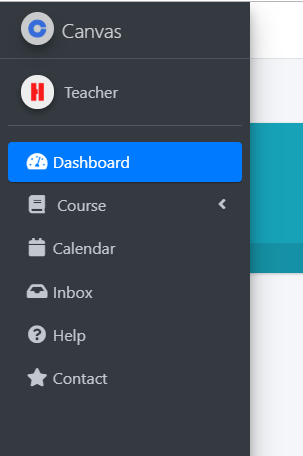 Canvas
Teacher
Dashboard
Course
Calendar
Inbox
Help
Contact